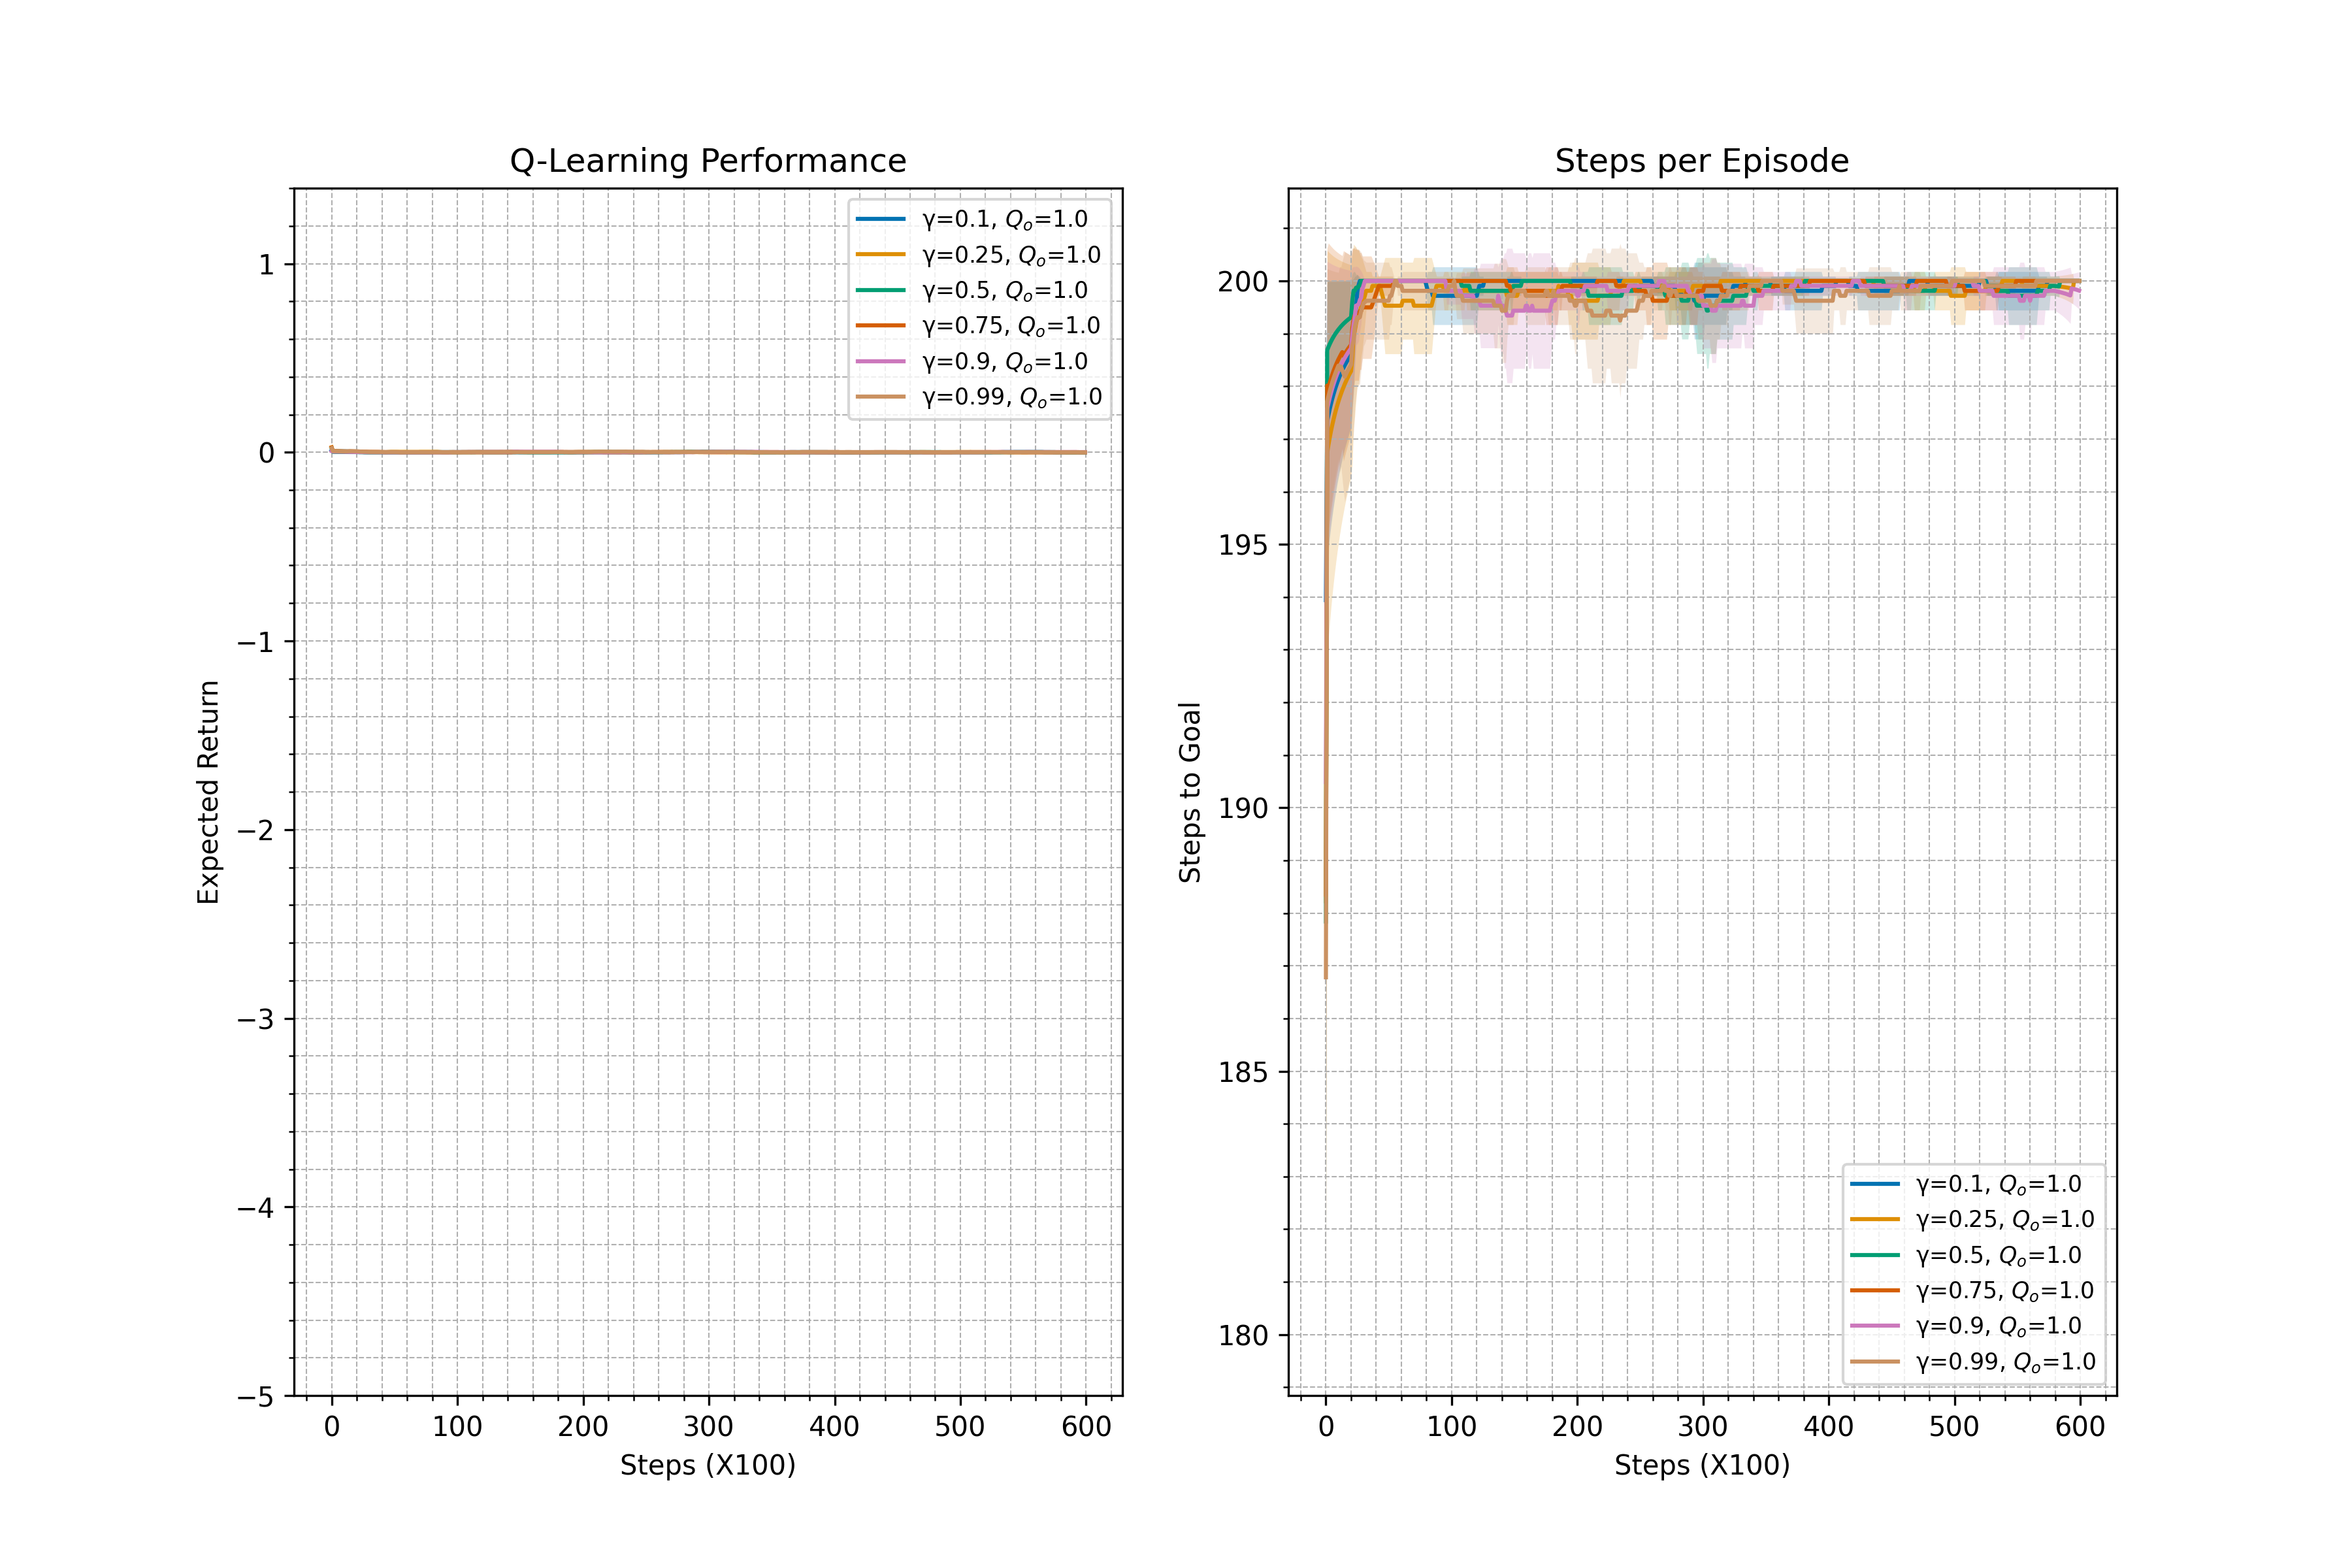 Q-Learning Performance
1
0
−1
−2
−3
−4
−5
Expected Return
0 100 200 300 400 500 600
Steps (X100)
γ=0.1, Qo=1.0
γ=0.25, Qo=1.0
γ=0.5, Qo=1.0
γ=0.75, Qo=1.0
γ=0.9, Qo=1.0
γ=0.99, Qo=1.0
Steps per Episode
200
195
190
185
180
Steps to Goal
0 100 200 300 400 500 600
Steps (X100)
γ=0.1, Qo=1.0
γ=0.25, Qo=1.0
γ=0.5, Qo=1.0
γ=0.75, Qo=1.0
γ=0.9, Qo=1.0
γ=0.99, Qo=1.0